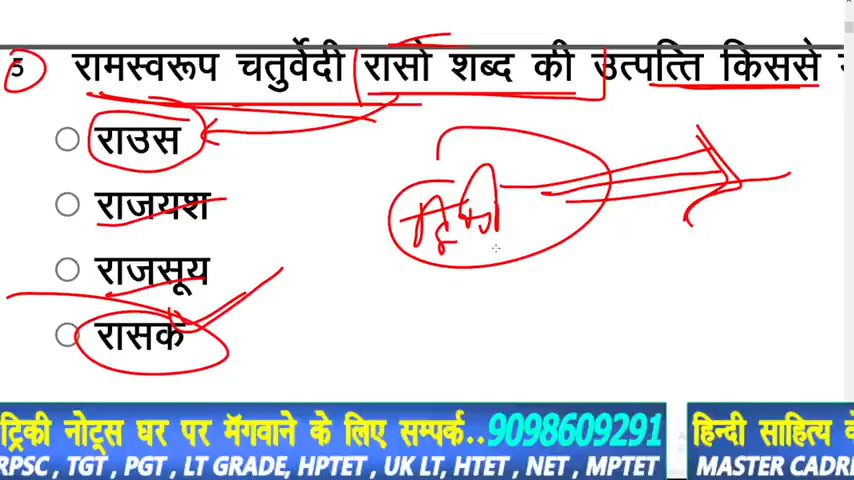 5 रामस्वरूप चतुर्वेदी रासो शब्द की उत्पत्ति किससे
राउस
राजयश
राजसूय
रासक
ट्रिकी नोट्स घर पर मॅगवाने के लिए सम्पर्क..9098609291 हिन्दी साहित्य
RPSC , TGT , PGT , LT GRADE, HPTET , UK LT, HTET , NET , MPTET MASTER CADRE